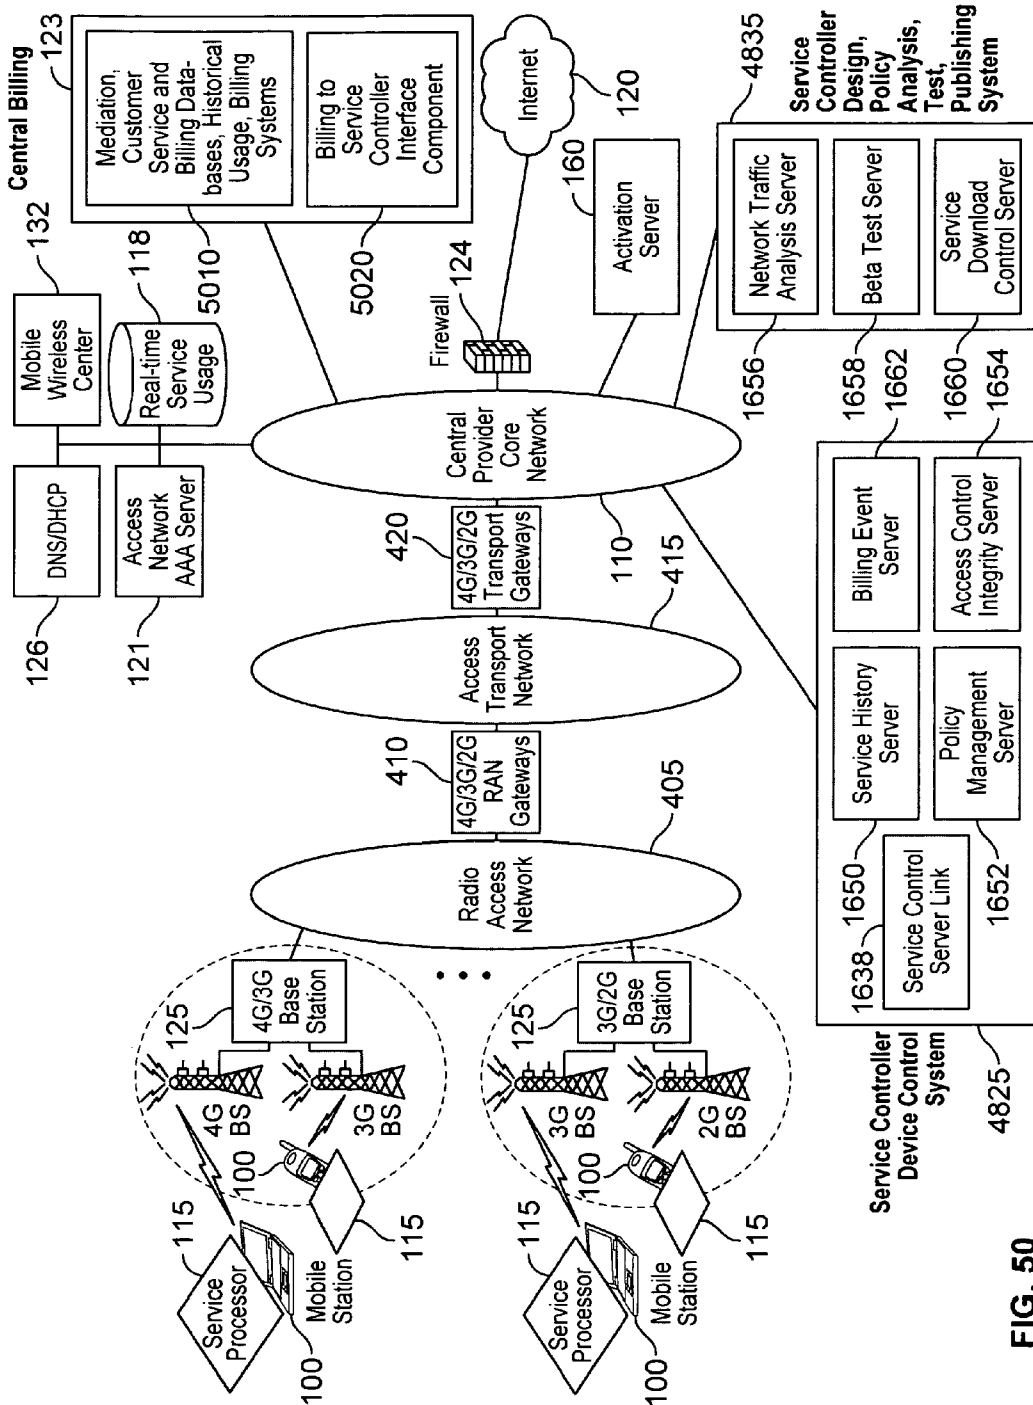 Central Billing
123
Mediation,
Customer
Service and
Billing Data-
bases, Historical
Usage, Billing
Systems
5010
Billing to
Service
Controller
Interface
Component
5020
132
Mobile
Wireless
Center
118
Real-time
Service
Usage
DNS/DHCP
126
Access
Network
AAA Server
121
Internet
120
Firewall
124
160
Activation
Server
Central
Provider
Core
Network
110
420
4G/3G/2G
Transport
Gateways
Access
Transport
Network
415
410
4G/3G/2G
RAN
Gateways
Radio
Access
Network
405
125
4G/3G
Base
Station
4G
BS
3G
BS
100
115
115
Service
Processor
Mobile
Station
100
125
3G/2G
Base
Station
3G
BS
2G
BS
100
115
115
Service
Processor
Mobile
Station
100
4835
Service
Controller
Design,
Policy
Analysis,
Test,
Publishing
System
1656
Network Traffic
Analysis Server
1658
Beta Test Server
1660
Service
Download
Control Server
1662
Billing Event
Server
1654
Access Control
Integrity Server
1650
Service History
Server
1652
Policy
Management
Server
1638
Service Control
Server Link
Service Controller
Device Control
System
4825
FIG. 50